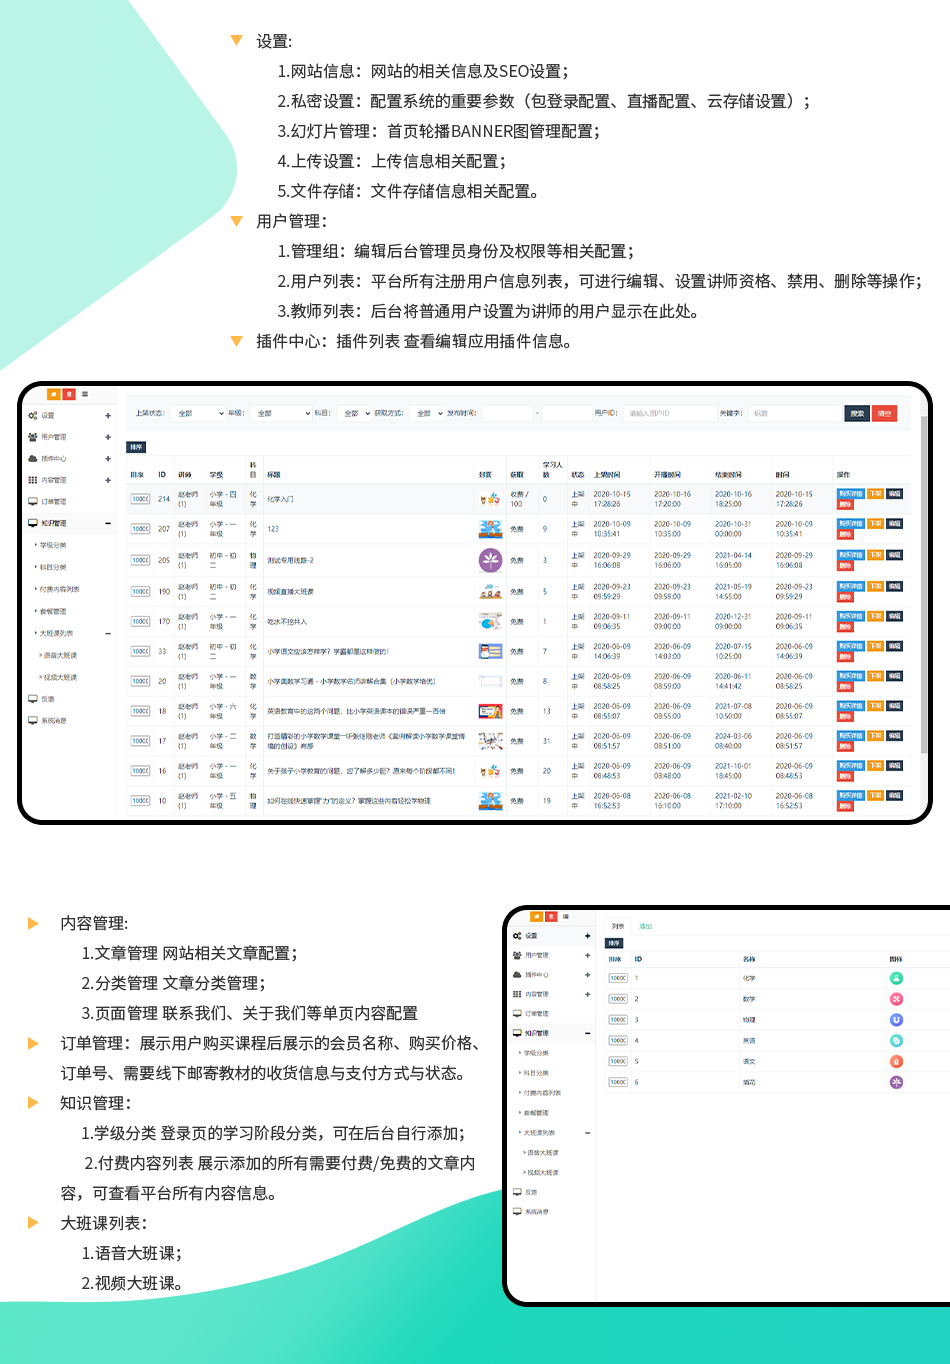 设置:
1.网站信息：网站的相关信息及SEO设置；
2.私密设置：配置系统的重要参数（包登录配置、直播配置、云存储设置）；
3.幻灯片管理：首页轮播BANNER图管理配置；
4.上传设置：上传信息相关配置；
5.文件存储：文件存储信息相关配置。
用户管理：
1.管理组：编辑后台管理员身份及权限等相关配置；
2.用户列表：平台所有注册用户信息列表，可进行编辑、设置讲师资格、禁用、删除等操作；
3.教师列表：后台将普通用户设置为讲师的用户显示在此处。
插件中心：插件列表 查看编辑应用插件信息。
设置
用户管理
插件中心
内容管理
订单管理
知识管理
学级分类
科目分类
付费内容列表
套餐管理
大班课列表
语音大班课
视频大班课
反馈
系统消息
上架状态： 全部 年级： 全部 科目： 全部 获取方式： 全部 发布时间： - 用户ID： 请输入用户ID 关键字： 标题 搜索 清空
排序
排序 ID 讲师 学级 科目 标题 封面 获取 学习人数 状态 上架时间 开播时间 结束时间 时间 操作
1000C 214 赵老师(1) 小学 - 四年级 化学 化学入门 收费 / 100 0 上架中 2020-10-15 17:28:26 2020-10-16 17:20:00 2020-10-16 18:25:00 2020-10-15 17:28:26 购买详情 下架 编辑 删除
1000C 207 赵老师(1) 小学 - 一年级 化学 123 免费 9 上架中 2020-10-09 10:35:41 2020-10-09 10:35:00 2020-10-31 00:00:00 2020-10-09 10:35:41 购买详情 下架 编辑 删除
1000C 205 赵老师(1) 初中 - 初二 物理 测试专用线路-2 免费 3 上架中 2020-09-29 16:06:08 2020-09-29 16:06:00 2021-04-14 16:05:00 2020-09-29 16:06:08 购买详情 下架 编辑 删除
1000C 190 赵老师(1) 初中 - 初二 化学 视频直播大班课 免费 5 上架中 2020-09-23 09:59:29 2020-09-23 09:59:00 2021-05-19 14:55:00 2020-09-23 09:59:29 购买详情 下架 编辑 删除
1000C 170 赵老师(1) 小学 - 一年级 化学 吃水不挖井人 免费 1 上架中 2020-09-11 09:06:35 2020-09-11 09:06:00 2020-12-31 09:00:00 2020-09-11 09:06:35 购买详情 下架 编辑 删除
1000C 33 赵老师(1) 初中 - 初二 化学 小学语文应该怎样学？学霸都是这样做的！ 免费 7 上架中 2020-06-09 14:06:39 2020-06-09 14:03:00 2020-07-15 10:25:00 2020-06-09 14:06:39 购买详情 下架 编辑 删除
1000C 20 赵老师(1) 小学 - 一年级 数学 小学奥数学习通 - 小学数学名师讲解合集（小学数学培优） 免费 8 上架中 2020-06-09 08:58:25 2020-06-09 08:59:00 2020-06-11 14:41:42 2020-06-09 08:58:25 购买详情 下架 编辑 删除
1000C 18 赵老师(1) 小学 - 六年级 数学 英语教育中的这两个问题，比小学英语课本的错误严重一百倍 免费 13 上架中 2020-06-09 08:55:07 2020-06-09 08:55:00 2021-07-08 10:50:00 2020-06-09 08:55:07 购买详情 下架 编辑 删除
1000C 17 赵老师(1) 小学 - 二年级 数学 打造精彩的小学数学课堂—听张佳刚老师《案例解读小学数学课堂情境的创设》有感 免费 31 上架中 2020-06-09 08:51:57 2020-06-09 08:51:00 2024-03-06 08:40:00 2020-06-09 08:51:57 购买详情 下架 编辑 删除
1000C 16 赵老师(1) 小学 - 一年级 化学 关于孩子小学教育的问题，您了解多少呢？原来每个阶段都不同！ 免费 20 上架中 2020-06-09 08:48:53 2020-06-09 08:48:00 2021-10-01 18:45:00 2020-06-09 08:48:53 购买详情 下架 编辑 删除
1000C 10 赵老师(1) 小学 - 五年级 物理 如何在线快速掌握“力”的定义？掌握这些内容轻松学物理 免费 19 上架中 2020-06-08 16:52:53 2020-06-08 16:10:00 2021-02-10 17:10:00 2020-06-08 16:52:53 购买详情 下架 编辑 删除
内容管理:
1.文章管理 网站相关文章配置；
2.分类管理 文章分类管理；
3.页面管理 联系我们、关于我们等单页内容配置
订单管理：展示用户购买课程后展示的会员名称、购买价格、
订单号、需要线下邮寄教材的收货信息与支付方式与状态。
知识管理：
1.学级分类 登录页的学习阶段分类，可在后台自行添加；
2.付费内容列表 展示添加的所有需要付费/免费的文章内
容，可查看平台所有内容信息。
大班课列表：
1.语音大班课；
2.视频大班课。
设置
用户管理
插件中心
内容管理
订单管理
知识管理
学级分类
科目分类
付费内容列表
套餐管理
大班课列表
语音大班课
视频大班课
反馈
系统消息
列表 添加
排序
排序 ID 名称 图标
1000C 1 化学
1000C 2 数学
1000C 3 物理
1000C 4 英语
1000C 5 语文
1000C 6 插花